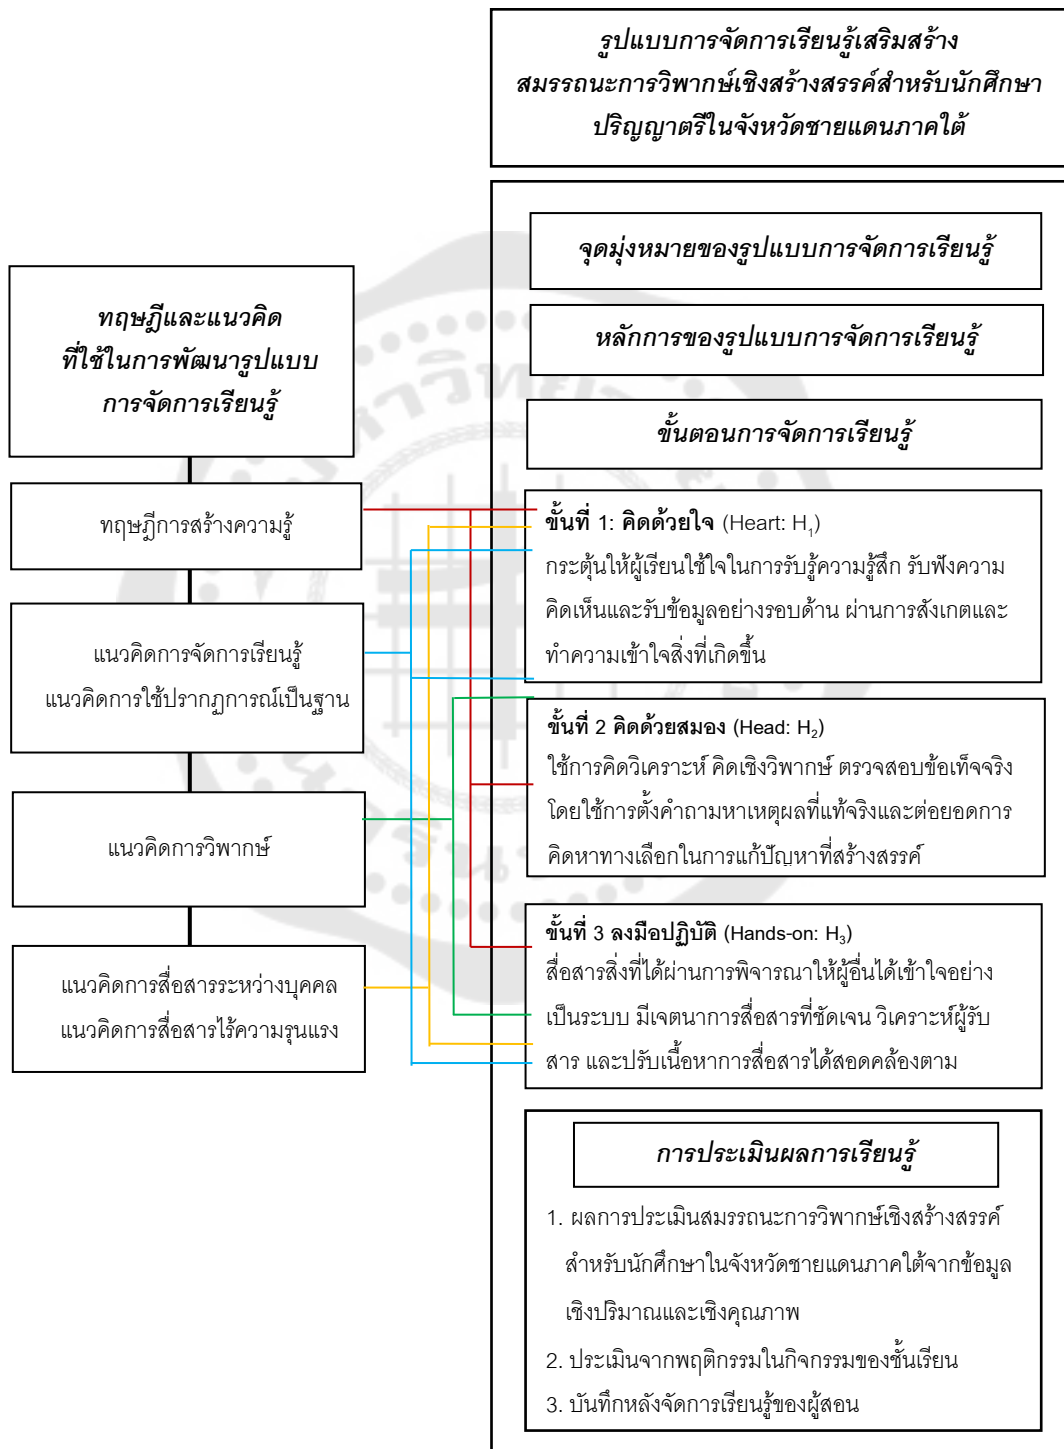 รูปแบบการจัดการเรียนรู้เสริมสร้าง
สมรรถนะการวิพากษ์เชิงสร้างสรรค์สำหรับนักศึกษา
ปริญญาตรีในจังหวัดชายแดนภาคใต้
ทฤษฎีและแนวคิด
ที่ใช้ในการพัฒนารูปแบบ
การจัดการเรียนรู้
ทฤษฎีการสร้างความรู้
แนวคิดการจัดการเรียนรู้
แนวคิดการใช้ปรากฏการณ์เป็นฐาน
แนวคิดการวิพากษ์
แนวคิดการสื่อสารระหว่างบุคคล
แนวคิดการสื่อสารไร้ความรุนแรง
จุดมุ่งหมายของรูปแบบการจัดการเรียนรู้
หลักการของรูปแบบการจัดการเรียนรู้
ขั้นตอนการจัดการเรียนรู้
ขั้นที่ 1: คิดด้วยใจ (Heart: H₁)
กระตุ้นให้ผู้เรียนใช้ใจในการรับรู้ความรู้สึก รับฟังความ
คิดเห็นและรับข้อมูลอย่างรอบด้าน ผ่านการสังเกตและ
ทำความเข้าใจสิ่งที่เกิดขึ้น
ขั้นที่ 2 คิดด้วยสมอง (Head: H₂)
ใช้การคิดวิเคราะห์ คิดเชิงวิพากษ์ ตรวจสอบข้อเท็จจริง
โดยใช้การตั้งคำถามหาเหตุผลที่แท้จริงและต่อยอดการ
คิดหาทางเลือกในการแก้ปัญหาที่สร้างสรรค์
ขั้นที่ 3 ลงมือปฏิบัติ (Hands-on: H₃)
สื่อสารสิ่งที่ได้ผ่านการพิจารณาให้ผู้อื่นได้เข้าใจอย่าง
เป็นระบบ มีเจตนาการสื่อสารที่ชัดเจน วิเคราะห์ผู้รับ
สาร และปรับเนื้อหาการสื่อสารได้สอดคล้องตาม
การประเมินผลการเรียนรู้
1. ผลการประเมินสมรรถนะการวิพากษ์เชิงสร้างสรรค์
สำหรับนักศึกษาในจังหวัดชายแดนภาคใต้จากข้อมูล
เชิงปริมาณและเชิงคุณภาพ
2. ประเมินจากพฤติกรรมในกิจกรรมของชั้นเรียน
3. บันทึกหลังจัดการเรียนรู้ของผู้สอน